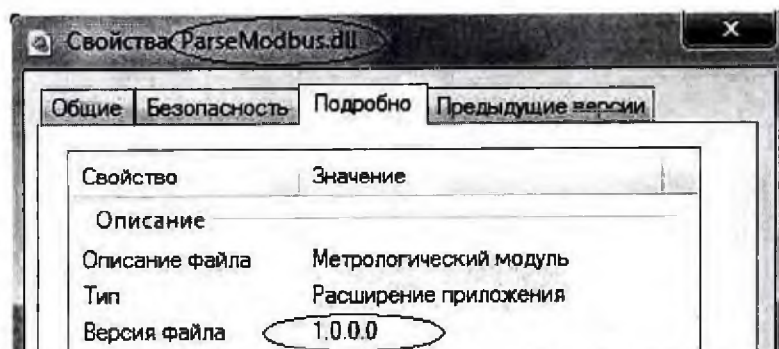 Свойства: ParseModbus.dll
Общие Безопасность Подробно Предыдущие версии
Свойство Значение
Описание
Описание файла Метрологический модуль
Тип Расширение приложения
Версия файла 1.0.0.0